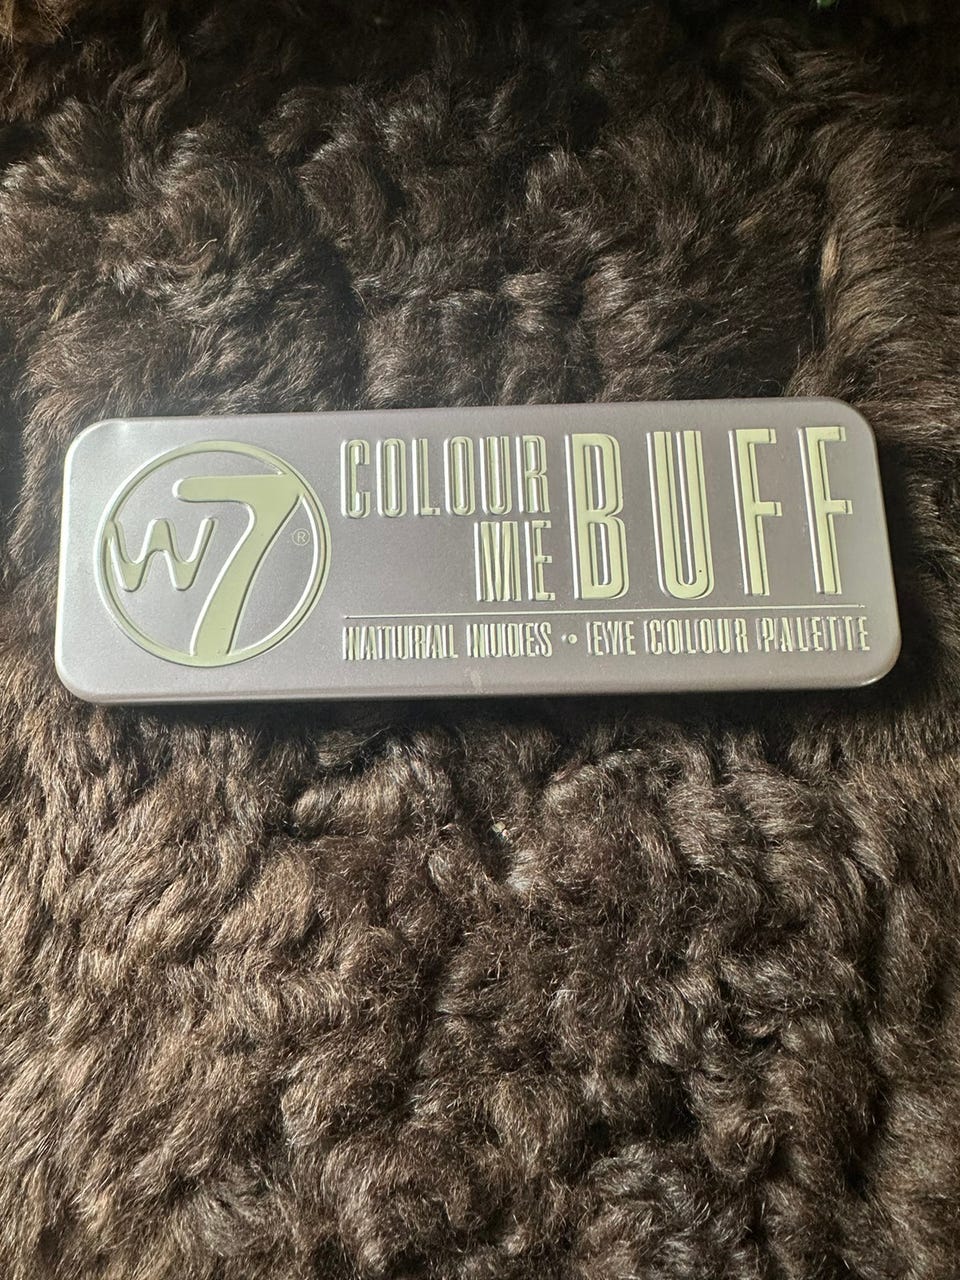 W7®
COLOUR
ME
BUFF
NATURAL NUDES • EYE COLOUR PALETTE